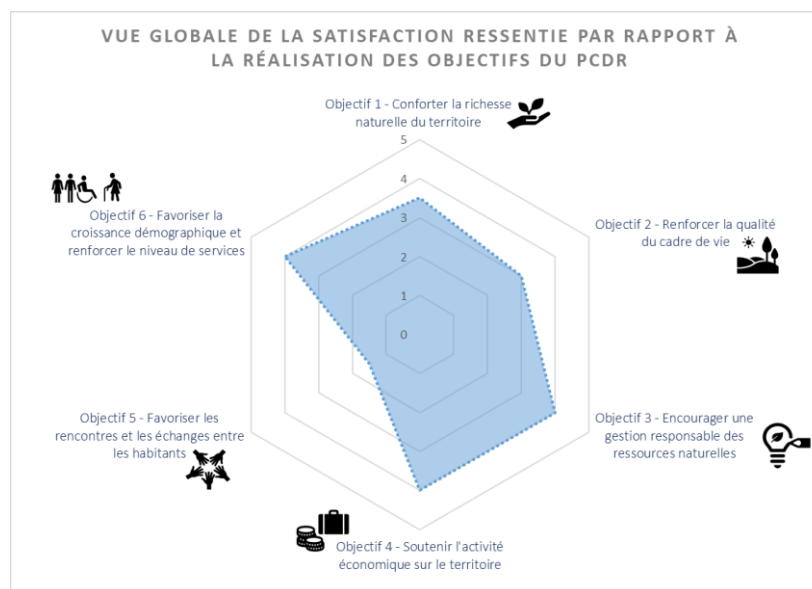 VUE GLOBALE DE LA SATISFACTION RESSENTIE PAR RAPPORT À
LA RÉALISATION DES OBJECTIFS DU PCDR
Objectif 1 - Conforter la richesse
naturelle du territoire
5
4
3
2
1
0
Objectif 2 - Renforcer la qualité
du cadre de vie
Objectif 3 - Encourager une
gestion responsable des
ressources naturelles
Objectif 4 - Soutenir l'activité
économique sur le territoire
Objectif 5 - Favoriser les
rencontres et les échanges entre
les habitants
Objectif 6 - Favoriser la
croissance démographique et
renforcer le niveau de services